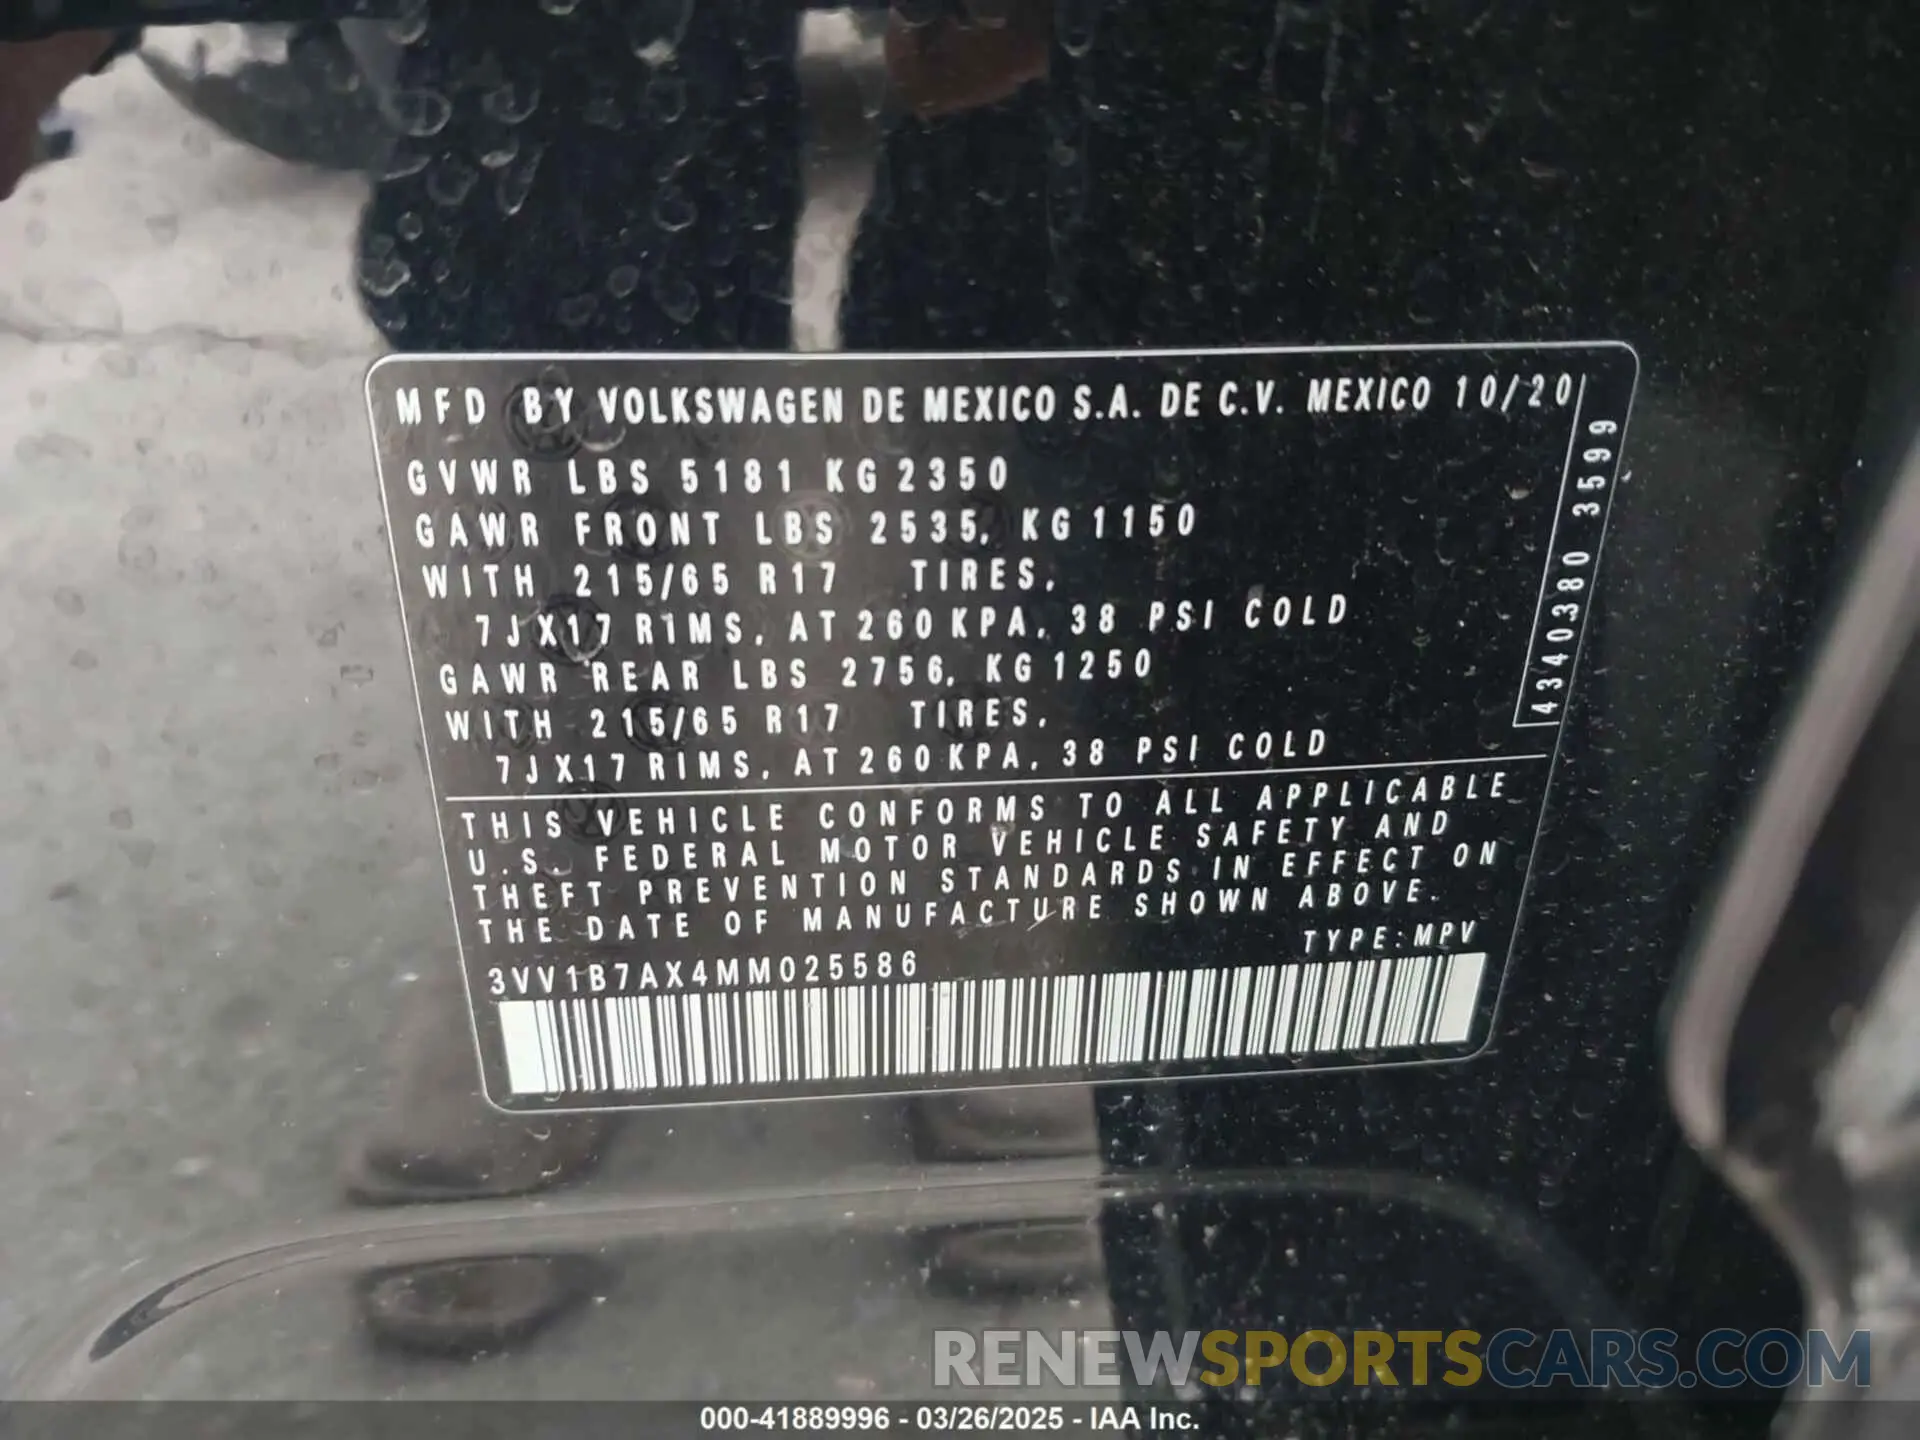 MFD BY VOLKSWAGEN DE MEXICO S.A. DE C.V. MEXICO 10/20
GVWR LBS 5181 KG 2350
GAWR FRONT LBS 2535, KG 1150
WITH 215/65 R17 TIRES,
7JX17 RIMS, AT 260 KPA, 38 PSI COLD
GAWR REAR LBS 2756, KG 1250
WITH 215/65 R17 TIRES,
7JX17 RIMS, AT 260 KPA, 38 PSI COLD
4340380 3599
THIS VEHICLE CONFORMS TO ALL APPLICABLE
U.S. FEDERAL MOTOR VEHICLE SAFETY AND
THEFT PREVENTION STANDARDS IN EFFECT ON
THE DATE OF MANUFACTURE SHOWN ABOVE.
TYPE:MPV
3VV1B7AX4MM025586
RENEWSPORTSCARS.COM
000-41889996 - 03/26/2025 - IAA Inc.